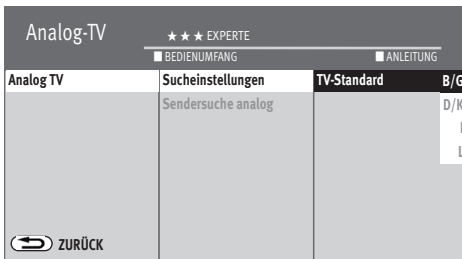 Analog-TV
★ ★ ★ EXPERTE
BEDIENUMFANG ANLEITUNG
Analog TV Sucheinstellungen TV-Standard B/G
Sendersuche analog D/K
L
ZURÜCK